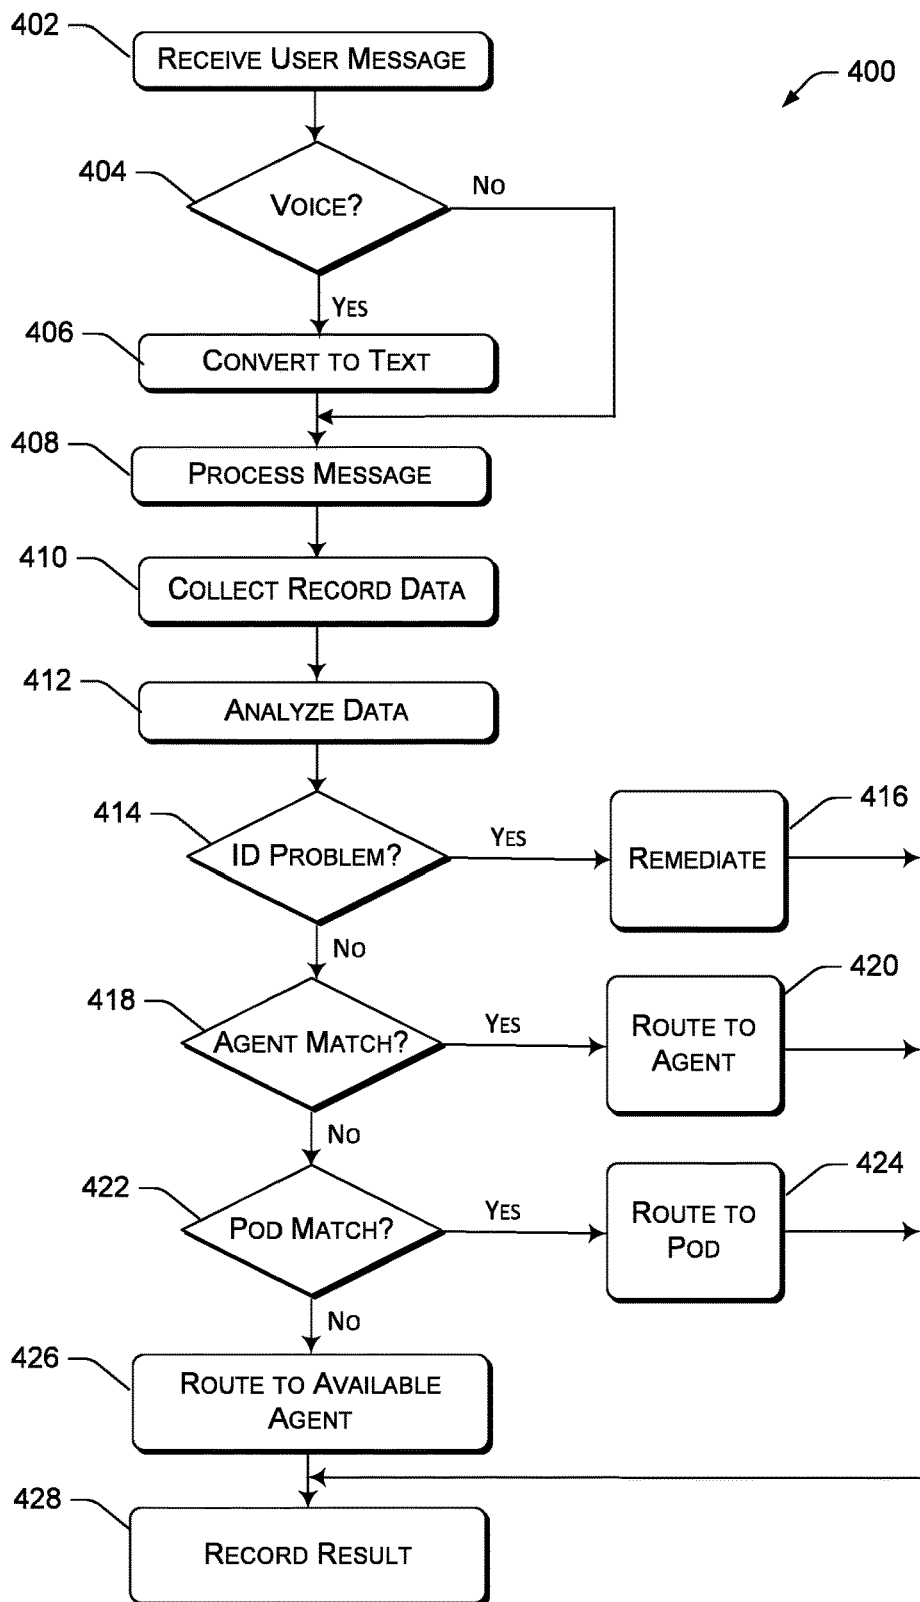 402
RECEIVE USER MESSAGE
400
404
VOICE?
NO
YES
406
CONVERT TO TEXT
408
PROCESS MESSAGE
410
COLLECT RECORD DATA
412
ANALYZE DATA
414
ID PROBLEM?
YES
416
REMEDIATE
NO
418
AGENT MATCH?
YES
420
ROUTE TO
AGENT
NO
422
POD MATCH?
YES
424
ROUTE TO
POD
NO
426
ROUTE TO AVAILABLE
AGENT
428
RECORD RESULT